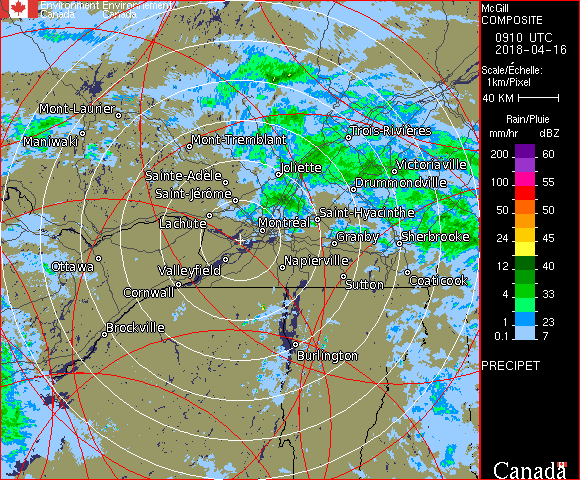 Environment Environnement
Canada Canada
McGill
COMPOSITE
0910 UTC
2018-04-16
Scale/Échelle:
1km/Pixel
40 KM
Rain/Pluie
mm/hr dBZ
200 60
100 55
50 50
24 45
12 40
4 33
1 23
0.1 7
PRECIPET
Canada
Mont-Laurier
Maniwaki
Mont-Tremblant
Trois-Rivières
Joliette
Victoriaville
Sainte-Adèle
Drummondville
Saint-Jérôme
Lachute
Saint-Hyacinthe
Montréal
Granby
Sherbrooke
Ottawa
Valleyfield
Napierville
Cornwall
Sutton
Coaticook
Brockville
Burlington